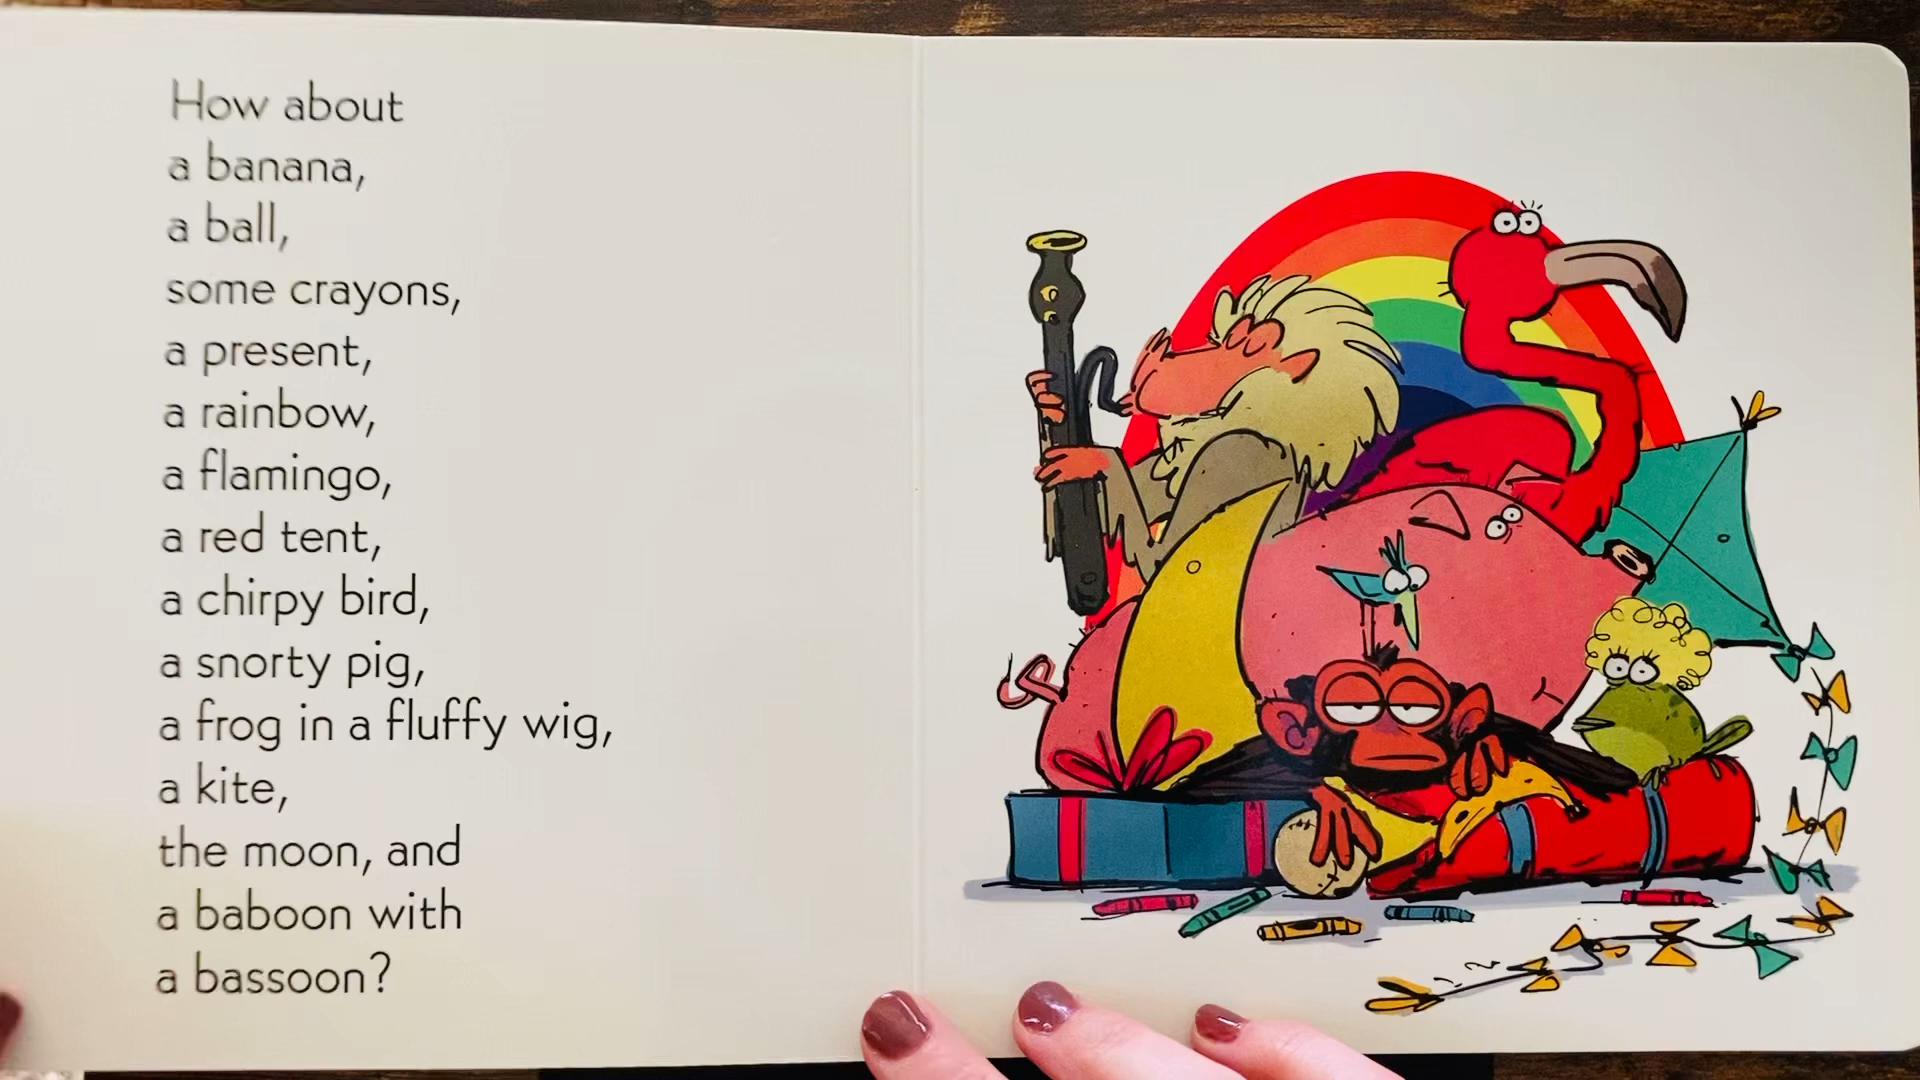 How about
a banana,
a ball,
some crayons,
a present,
a rainbow,
a flamingo,
a red tent,
a chirpy bird,
a snorty pig,
a frog in a fluffy wig,
a kite,
the moon, and
a baboon with
a bassoon?